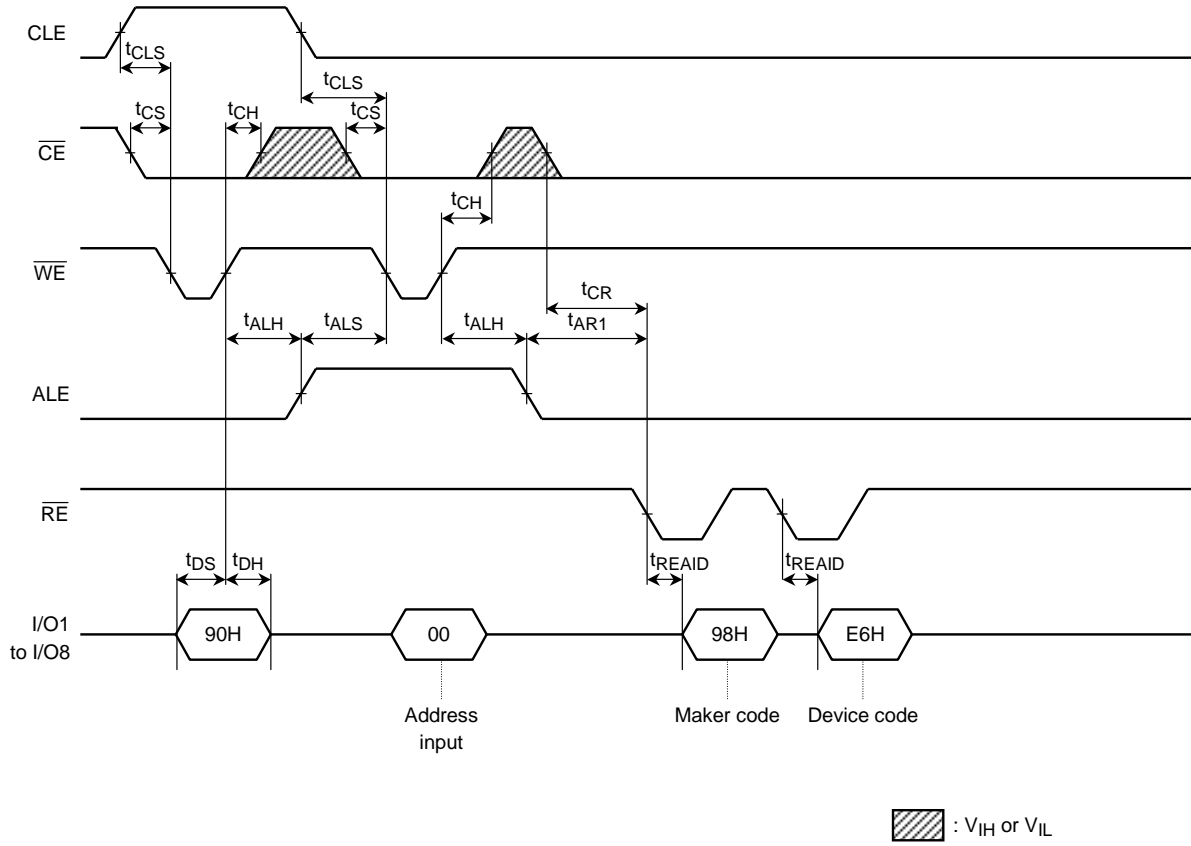 CLE
tCLS
tCLS
tCS
tCH
tCS
CE
tCH
WE
tCR
tALH
tALS
tALH
tAR1
ALE
RE
tDS
tDH
tREAID
tREAID
I/O1
to I/O8
90H
00
98H
E6H
Address
input
Maker code
Device code
: VIH or VIL